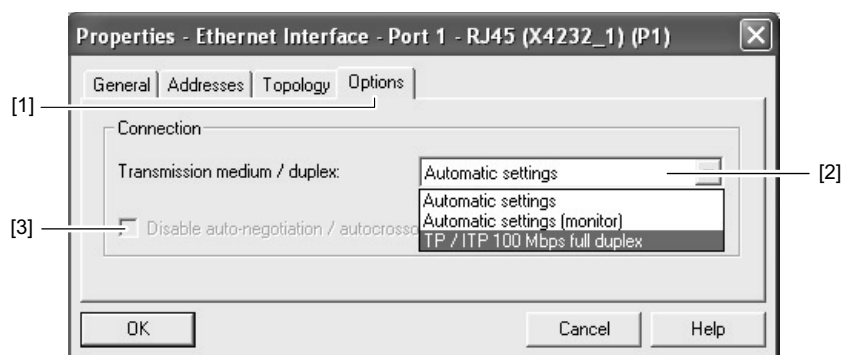 Properties - Ethernet Interface - Port 1 - RJ45 (X4232_1) (P1)
General Addresses Topology Options
[1]
Connection
Transmission medium / duplex: Automatic settings [2]
Automatic settings
Automatic settings (monitor)
[3] Disable auto-negotiation /
TP / ITP 100 Mbps full duplex
OK Cancel Help